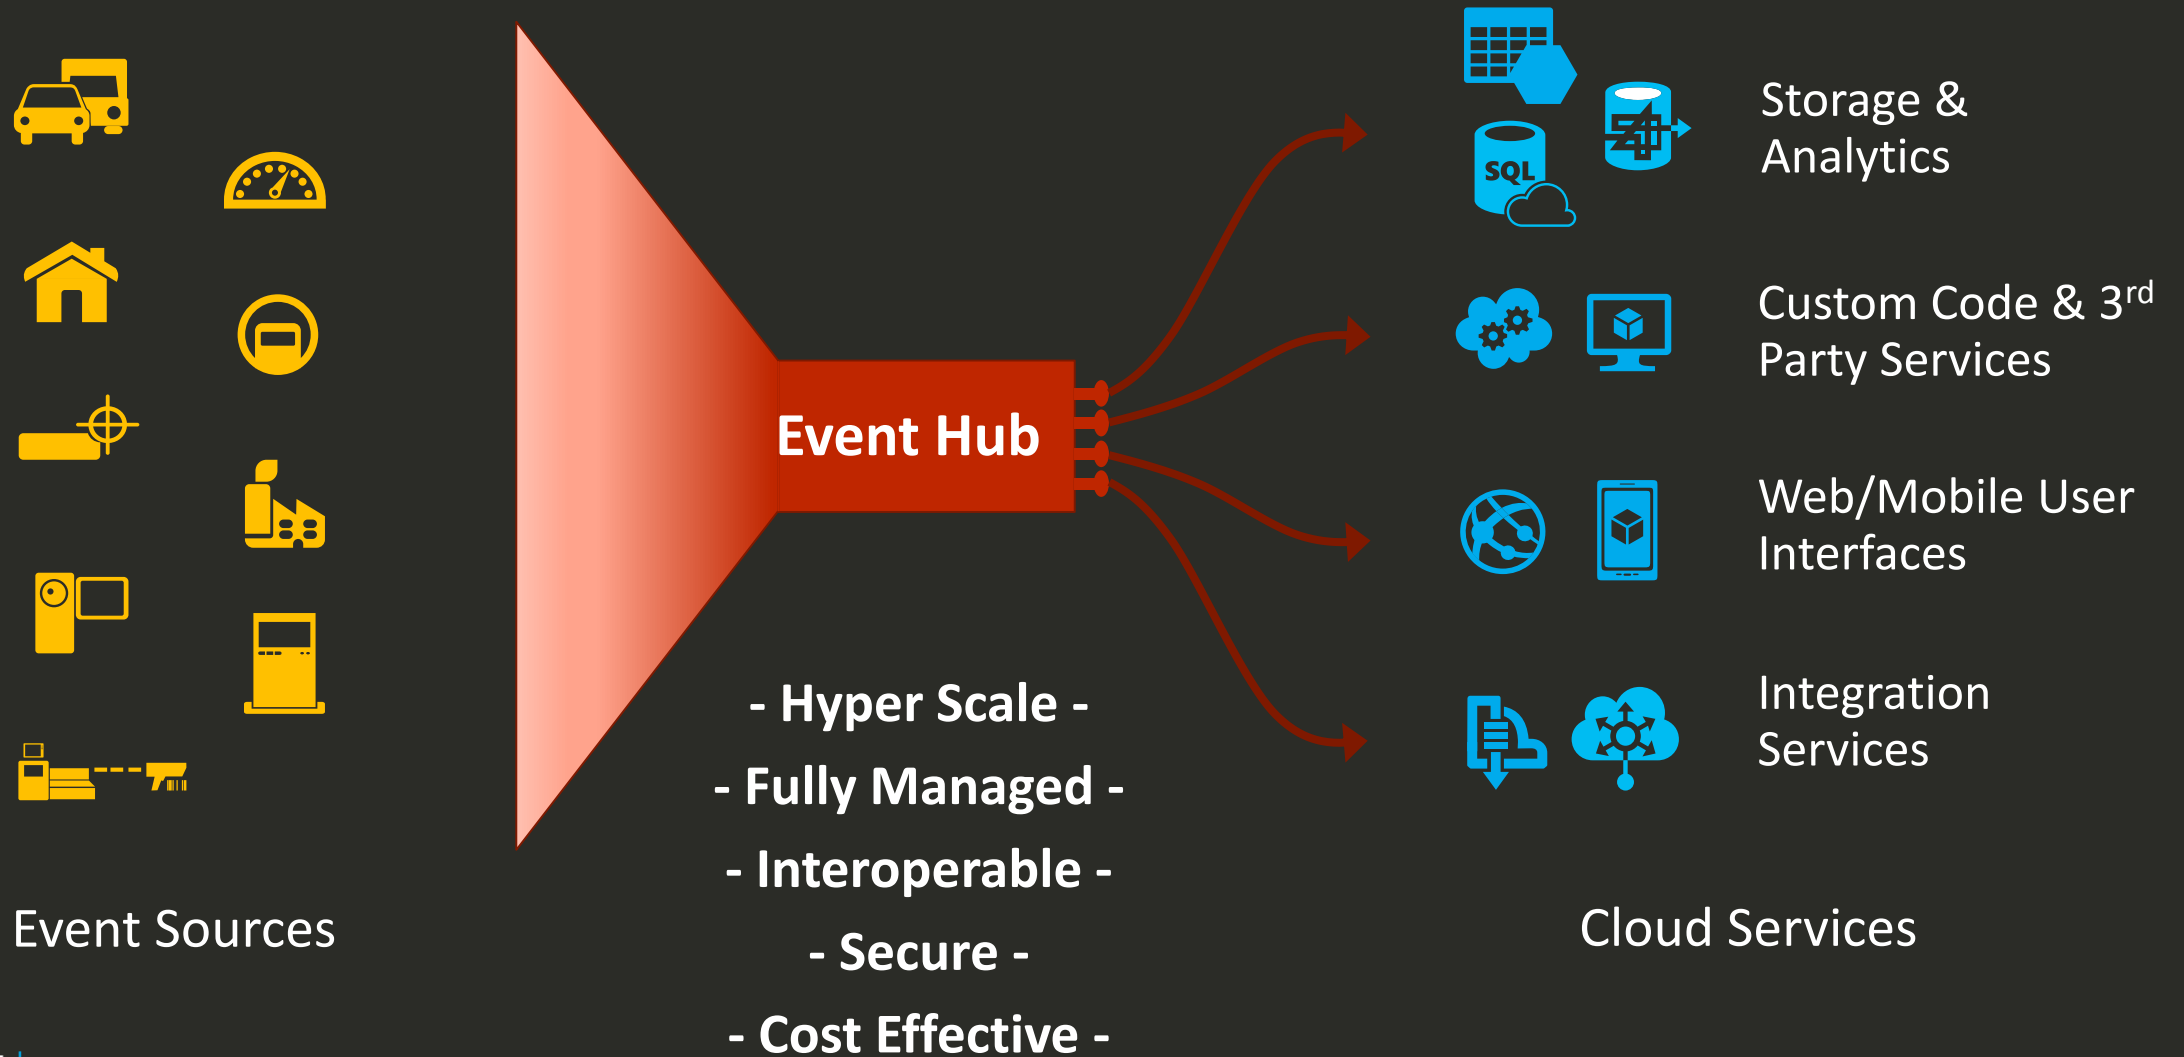 Storage &
Analytics
SQL
Custom Code & 3rd
Party Services
Event Hub
Web/Mobile User
Interfaces
- Hyper Scale -
Integration
Services
- Fully Managed -
- Interoperable -
Event Sources
Cloud Services
- Secure -
- Cost Effective -